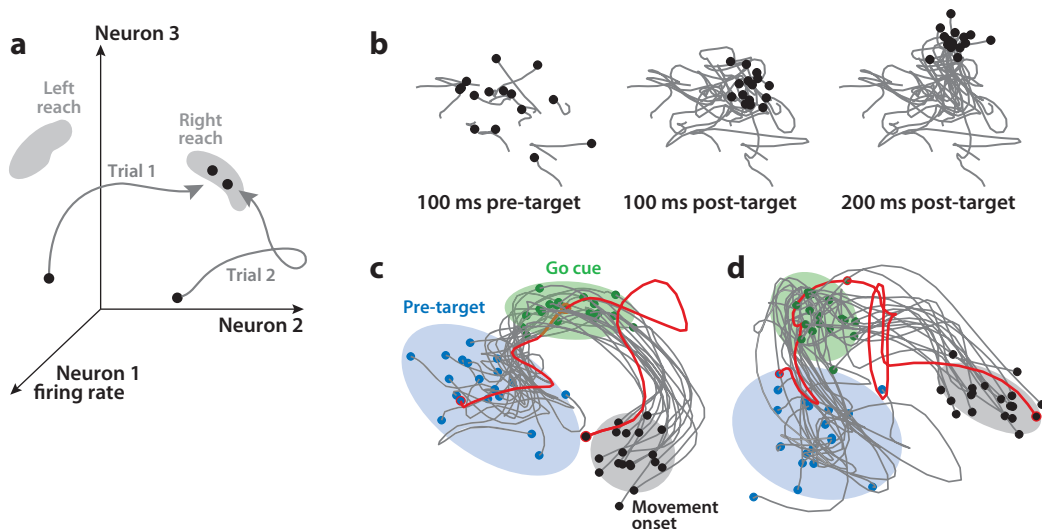 a
Neuron 3
Left
reach
Right
reach
Trial 1
Trial 2
Neuron 2
Neuron 1
firing rate
b
100 ms pre-target
100 ms post-target
200 ms post-target
c
Go cue
Pre-target
Movement
onset
d